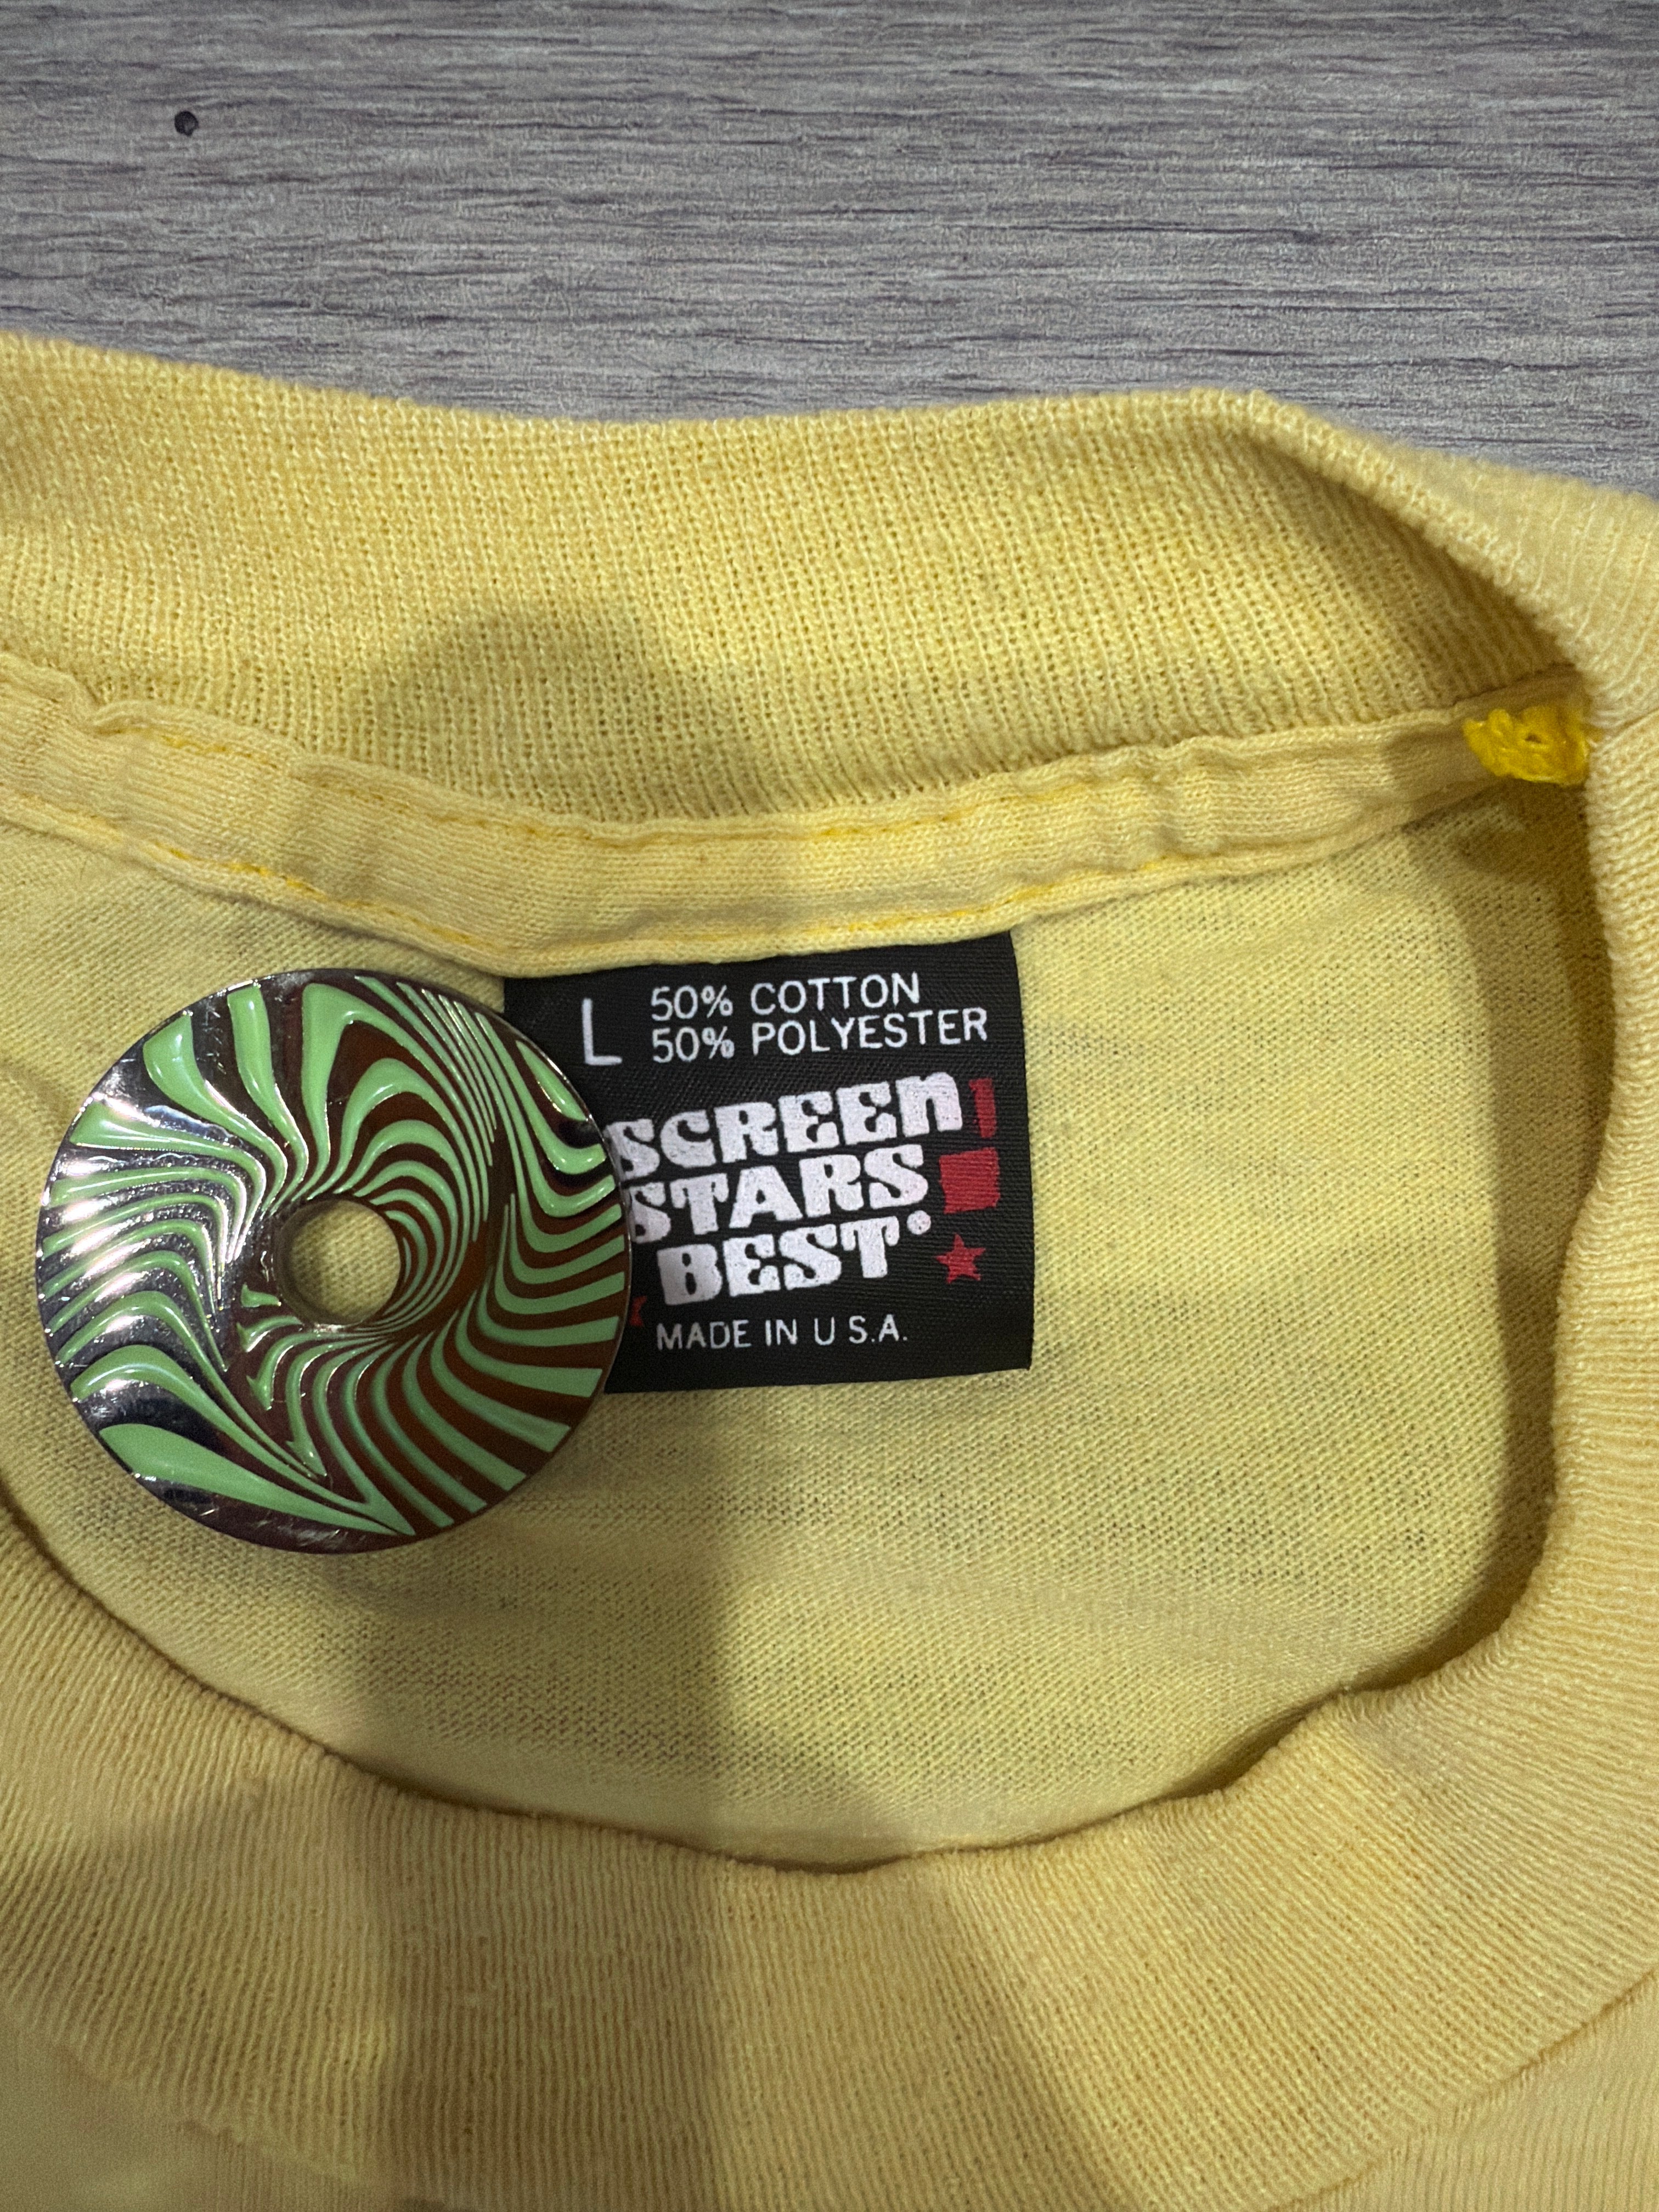 L 50% COTTON
50% POLYESTER
SCREEN
STARS
BEST
MADE IN U S.A.